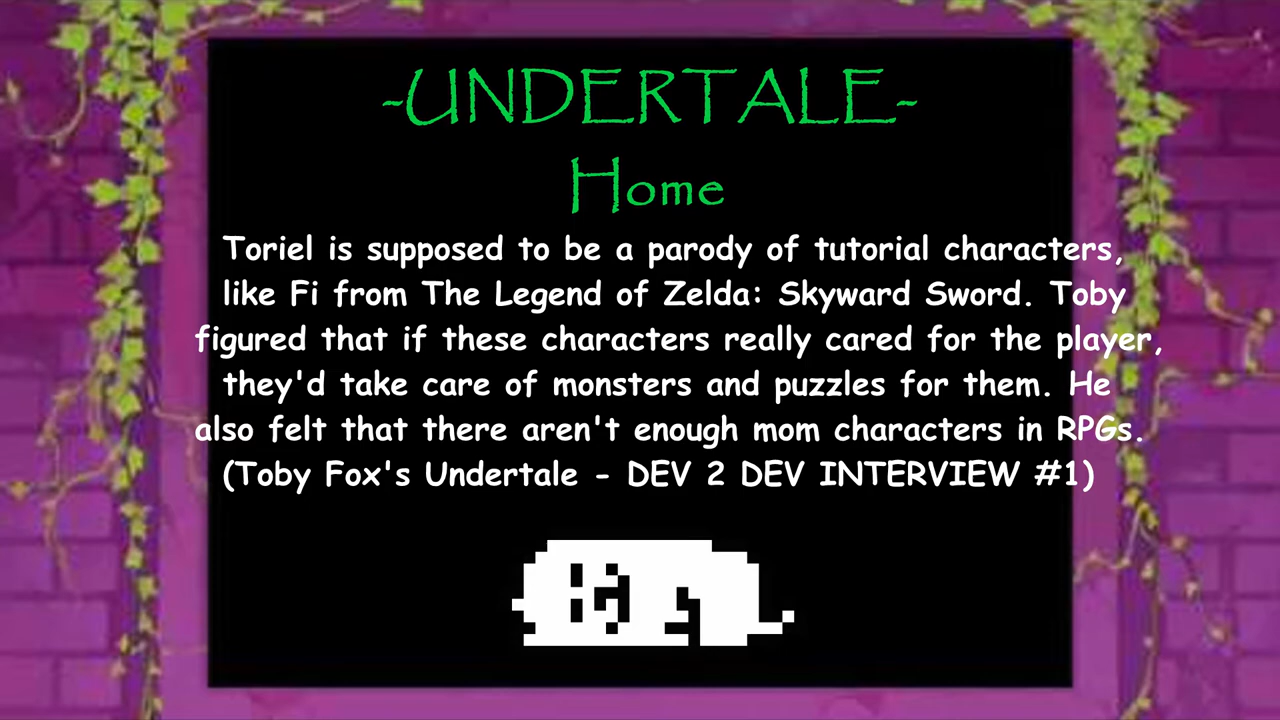 -UNDERTALE-
Home
Toriel is supposed to be a parody of tutorial characters,
like Fi from The Legend of Zelda: Skyward Sword. Toby
figured that if these characters really cared for the player,
they'd take care of monsters and puzzles for them. He
also felt that there aren't enough mom characters in RPGs.
(Toby Fox's Undertale - DEV 2 DEV INTERVIEW #1)